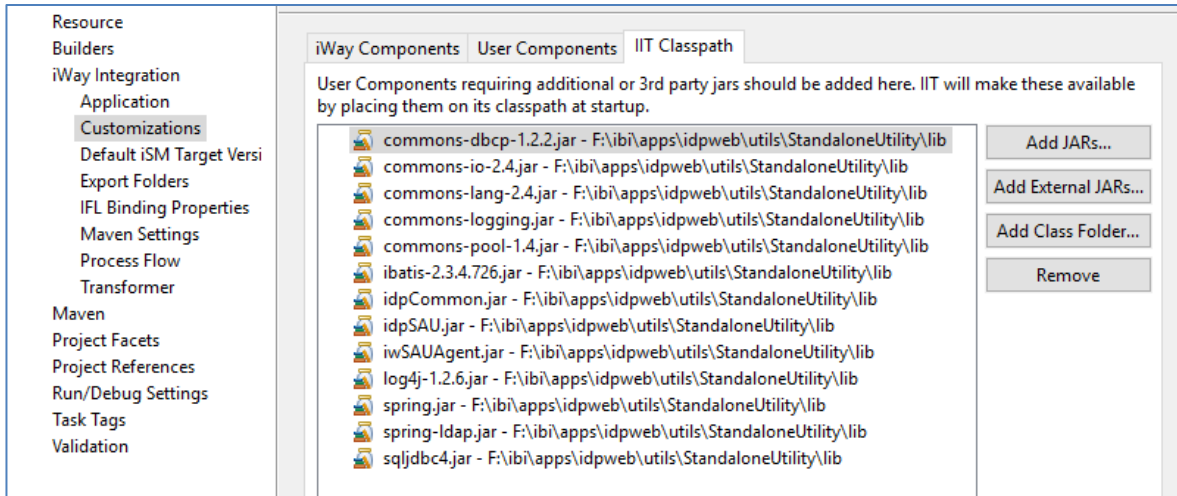 Resource
Builders
iWay Integration
Application
Customizations
Default iSM Target Versi
Export Folders
IFL Binding Properties
Maven Settings
Process Flow
Transformer
Maven
Project Facets
Project References
Run/Debug Settings
Task Tags
Validation
iWay Components User Components IIT Classpath
User Components requiring additional or 3rd party jars should be added here. IIT will make these available
by placing them on its classpath at startup.
commons-dbcp-1.2.2.jar - F:\ibi\apps\idpweb\utils\StandaloneUtility\lib
commons-io-2.4.jar - F:\ibi\apps\idpweb\utils\StandaloneUtility\lib
commons-lang-2.4.jar - F:\ibi\apps\idpweb\utils\StandaloneUtility\lib
commons-logging.jar - F:\ibi\apps\idpweb\utils\StandaloneUtility\lib
commons-pool-1.4.jar - F:\ibi\apps\idpweb\utils\StandaloneUtility\lib
ibatis-2.3.4.726.jar - F:\ibi\apps\idpweb\utils\StandaloneUtility\lib
idpCommon.jar - F:\ibi\apps\idpweb\utils\StandaloneUtility\lib
idpSAU.jar - F:\ibi\apps\idpweb\utils\StandaloneUtility\lib
iwSAUAgent.jar - F:\ibi\apps\idpweb\utils\StandaloneUtility\lib
log4j-1.2.6.jar - F:\ibi\apps\idpweb\utils\StandaloneUtility\lib
spring.jar - F:\ibi\apps\idpweb\utils\StandaloneUtility\lib
spring-ldap.jar - F:\ibi\apps\idpweb\utils\StandaloneUtility\lib
sqljdbc4.jar - F:\ibi\apps\idpweb\utils\StandaloneUtility\lib
Add JARs...
Add External JARs...
Add Class Folder...
Remove